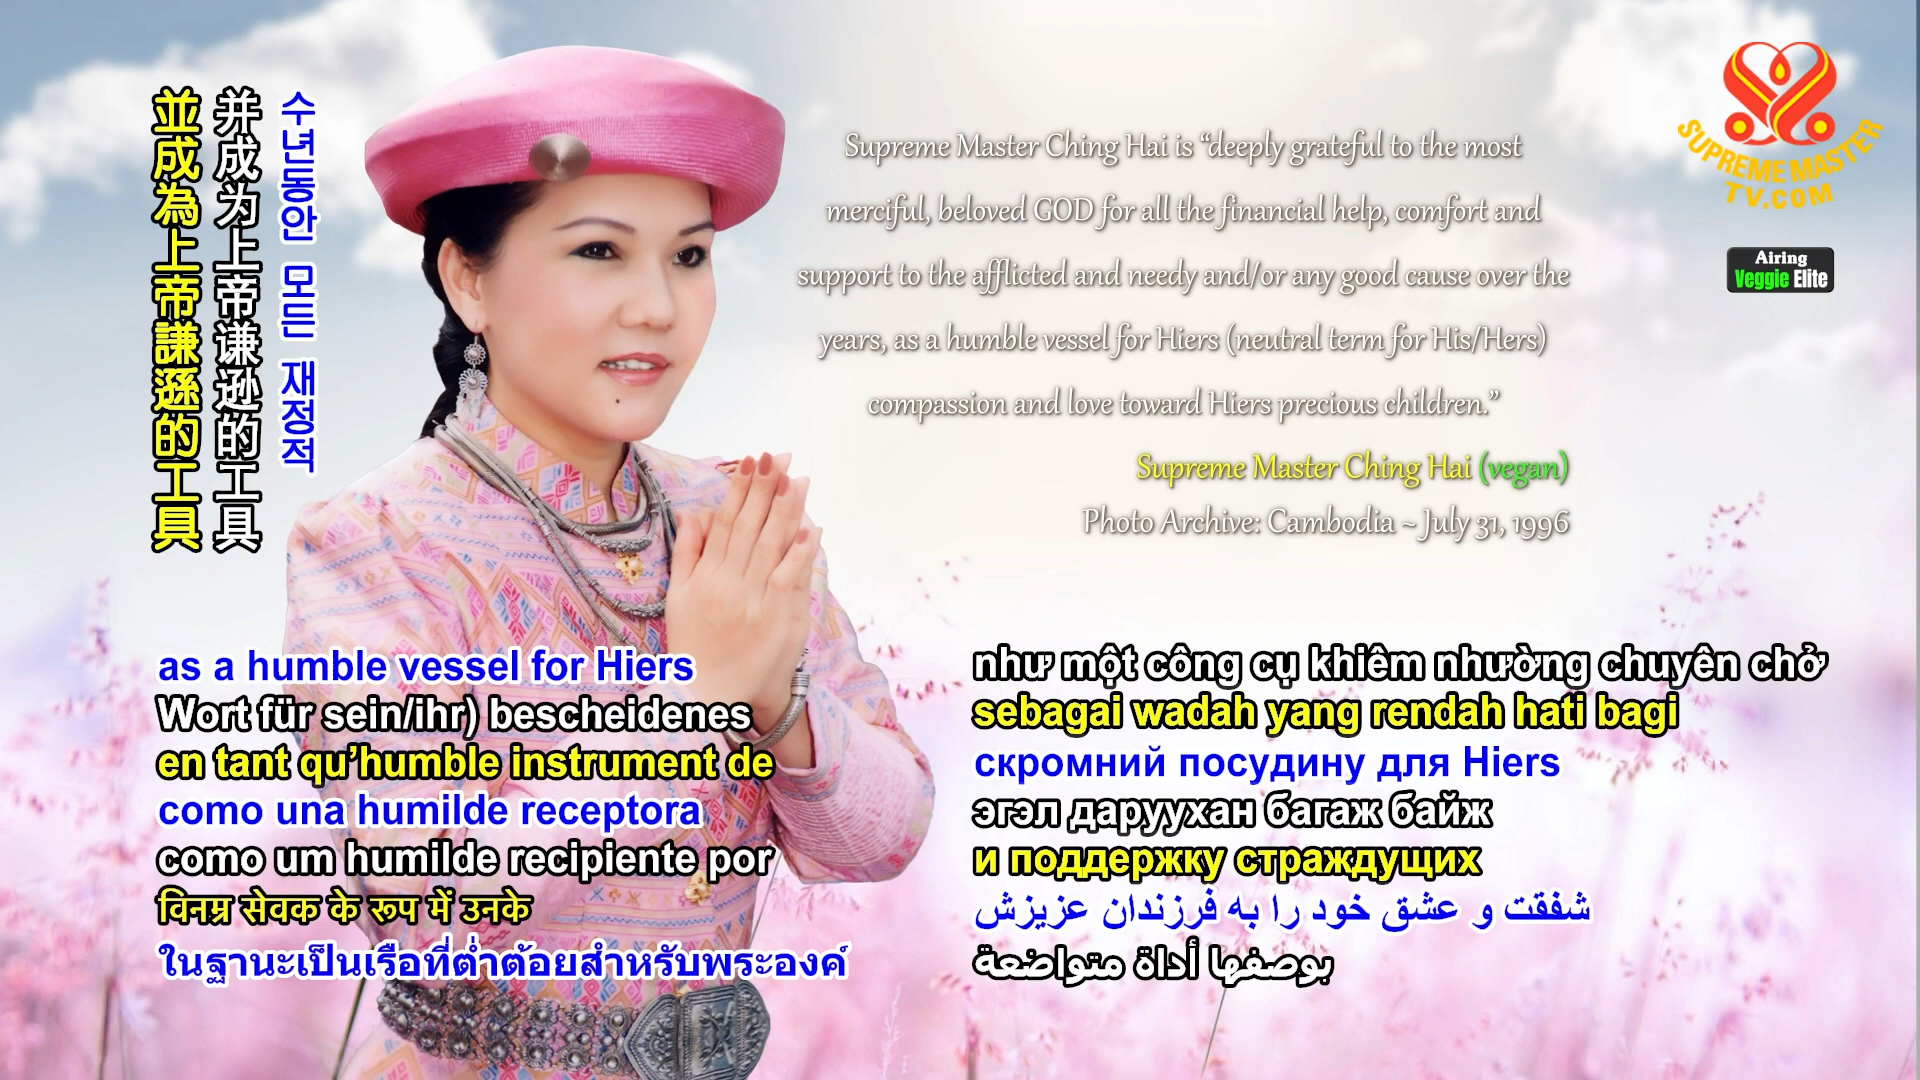 並成為上帝謙遜的工具
并成为上帝谦逊的工具
수년동안 모든 재정적
Supreme Master Ching Hai is “deeply grateful to the most
merciful, beloved GOD for all the financial help, comfort and
support to the afflicted and needy and/or any good cause over the
years, as a humble vessel for Hiers (neutral term for His/Hers)
compassion and love toward Hiers precious children.”
Supreme Master Ching Hai (vegan)
Photo Archive: Cambodia ~ July 31, 1996
SUPREME MASTER
TV.COM
Airing
Veggie Elite
as a humble vessel for Hiers
Wort für sein/ihr) bescheidenes
en tant qu’humble instrument de
como una humilde receptora
como um humilde recipiente por
विनम्र सेवक के रूप में उनके
ในฐานะเป็นเรือที่ต่ำต้อยสำหรับพระองค์
như một công cụ khiêm nhường chuyên chở
sebagai wadah yang rendah hati bagi
скромний посудину для Hiers
эгэл даруухан багаж байж
и поддержку страждущих
شفقت و عشق خود را به فرزندان عزیزش
بوصفها أداة متواضعة